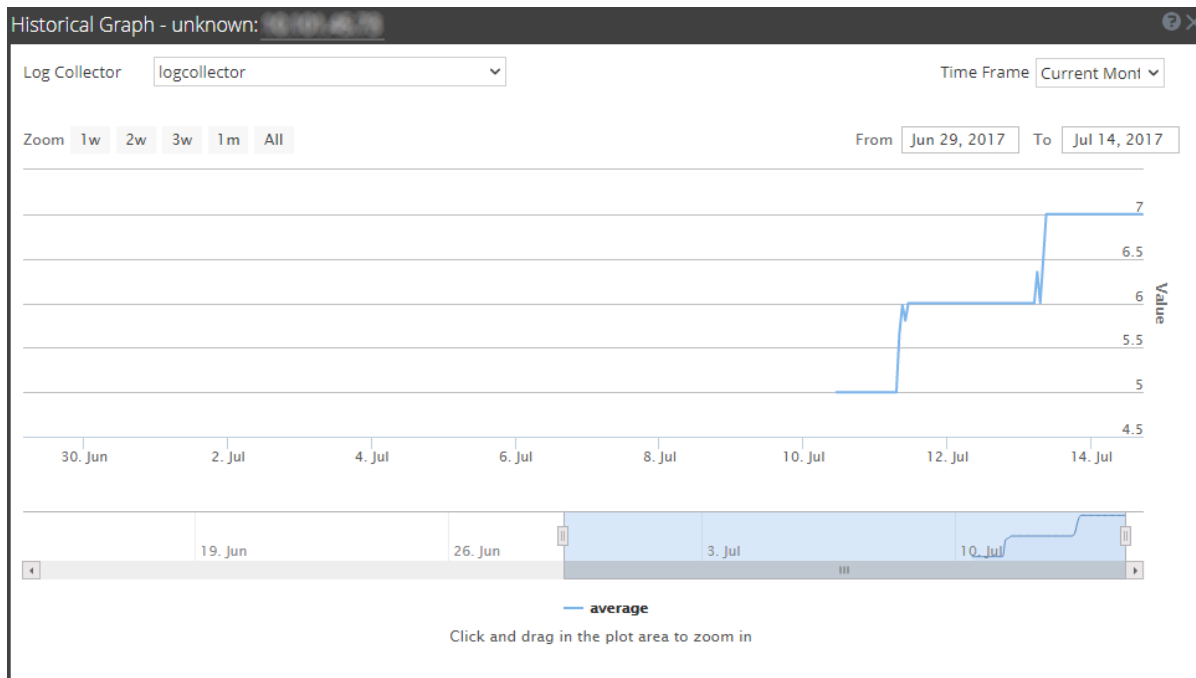 Historical Graph - unknown:
Log Collector logcollector Time Frame Current Mont
Zoom 1w 2w 3w 1m All From Jun 29, 2017 To Jul 14, 2017
7
6.5
6
5.5
5
4.5
Value
30. Jun 2. Jul 4. Jul 6. Jul 8. Jul 10. Jul 12. Jul 14. Jul
19. Jun 26. Jun 3. Jul 10. Jul
average
Click and drag in the plot area to zoom in